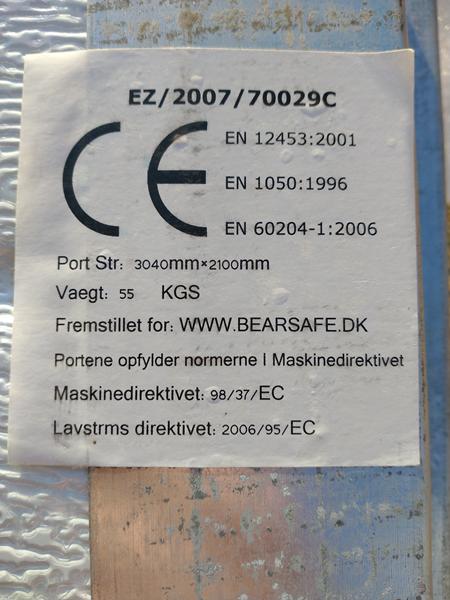 EZ/2007/70029C
CE
EN 12453:2001
EN 1050:1996
EN 60204-1:2006
Port Str: 3040mm×2100mm
Vaegt: 55 KGS
Fremstillet for: WWW.BEARSAFE.DK
Portene opfylder normerne I Maskinedirektivet
Maskinedirektivet: 98/37/EC
Lavstrms direktivet: 2006/95/EC